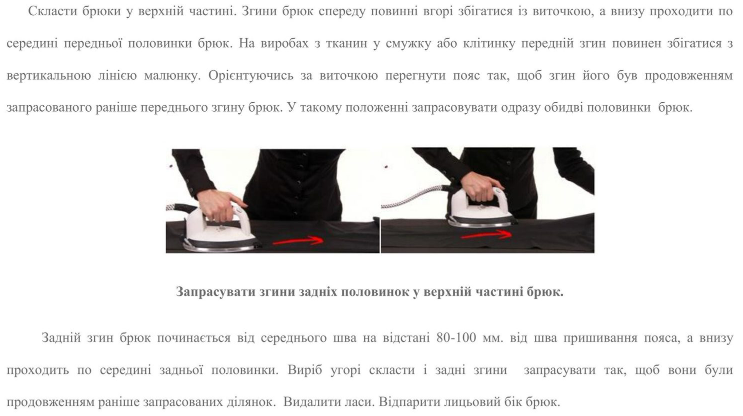 Скласти брюки у верхній частині. Згини брюк спереду повинні вгорі збігатися із виточкою, а внизу проходити по
середині передньої половинки брюк. На виробах з тканин у смужку або клітинку передній згин повинен збігатися з
вертикальною лінією малюнку. Орієнтуючись за виточкою перегнути пояс так, щоб згин його був продовженням
запрасованого раніше переднього згину брюк. У такому положенні запрасовувати одразу обидві половинки  брюк.
Запрасувати згини задніх половинок у верхній частині брюк.
Задній згин брюк починається від середнього шва на відстані 80-100 мм. від шва пришивання пояса, а внизу
проходить по середині задньої половинки. Виріб угорі скласти і задні згини  запрасувати так, щоб вони були
продовженням раніше запрасованих ділянок.  Видалити ласи. Відпарити лицьовий бік брюк.